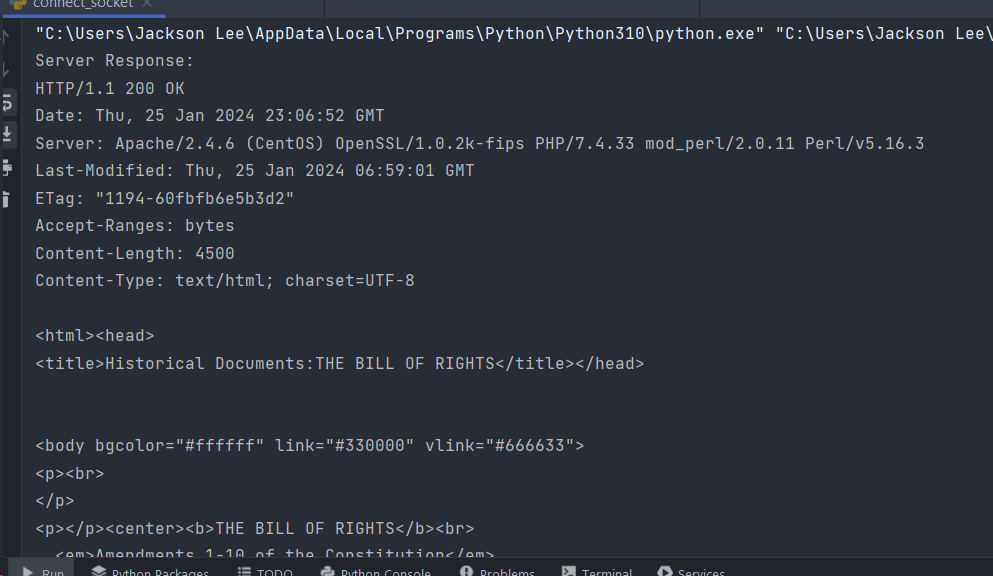 connect_socket
"C:\Users\Jackson Lee\AppData\Local\Programs\Python\Python310\python.exe" "C:\Users\Jackson Lee\
Server Response:
HTTP/1.1 200 OK
Date: Thu, 25 Jan 2024 23:06:52 GMT
Server: Apache/2.4.6 (CentOS) OpenSSL/1.0.2k-fips PHP/7.4.33 mod_perl/2.0.11 Perl/v5.16.3
Last-Modified: Thu, 25 Jan 2024 06:59:01 GMT
ETag: "1194-60fbfb6e5b3d2"
Accept-Ranges: bytes
Content-Length: 4500
Content-Type: text/html; charset=UTF-8
<html><head>
<title>Historical Documents:THE BILL OF RIGHTS</title></head>
<body bgcolor="#ffffff" link="#330000" vlink="#666633">
<p><br>
</p>
<p></p><center><b>THE BILL OF RIGHTS</b><br>
<em>Amendments 1-10 of the Constitution</em>
Run Python Packages TODO Python Console Problems Terminal Services